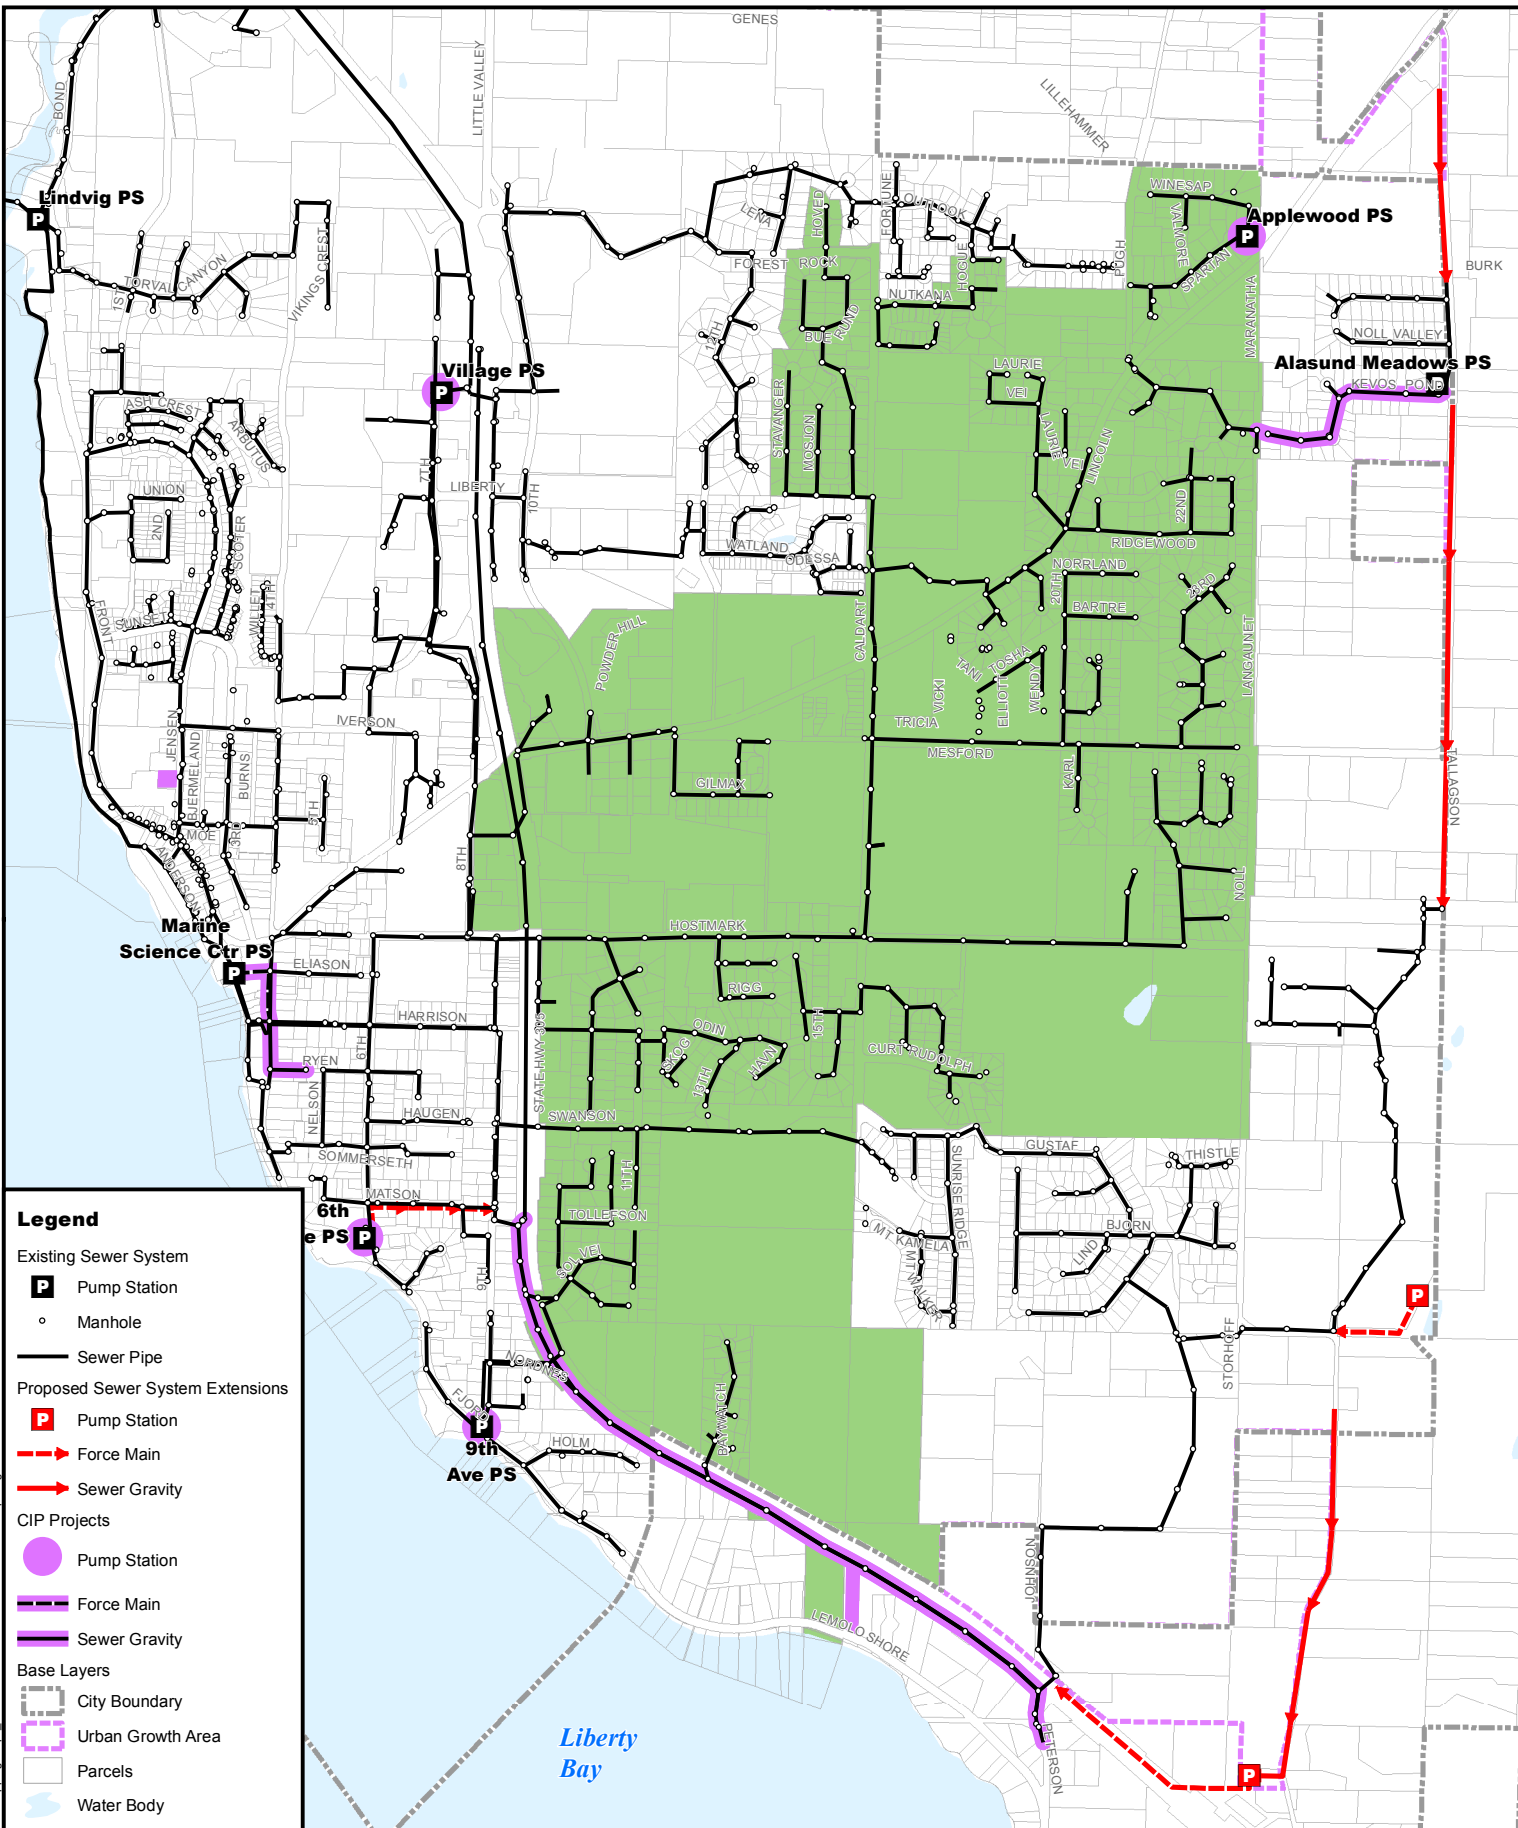 GENES
BOND
LITTLE VALLEY
LILLEHAMMER
Lindvig PS
WINESAP
FORTUNE
OUTLOOK
LENA
HOVED
VALMORE
Applewood PS
PUGH
HOGUE
SPARTAN
TORVAL CANYON
1ST
VIKINGS CREST
FOREST
ROCK
BURK
NUTKANA
RUND
BUE
12TH
MARANATHA
NOLL VALLEY
Village PS
LAURIE
VEI
Alasund Meadows PS
KEVOS POND
ASH CREST
ARBUTUS
STAVANGER
MOSJON
LAURIE
VEI
LINCOLN
7TH
LIBERTY
10TH
UNION
2ND
SCOTER
22ND
RIDGEWOOD
WATLAND
ODESSA
NORRLAND
20TH
23RD
BARTRE
FRONT
SUNSET
WILLET
4TH
CALDART
POWDER HILL
LANGAUNET
TANI
TOSHA
VICKI
ELLIOTT
WENDY
TRICIA
MESFORD
IVERSON
JENSEN
BJERMELAND
BURNS
GILMAX
KARL
TALLAGSON
5TH
MOE
3RD
ANDERSON
8TH
NOLL
Marine
Science Ctr PS
HOSTMARK
ELIASON
RIGG
HARRISON
STATE HWY 305
ODIN
15TH
6TH
SKOG
13TH
HAVN
CURT RUDOLPH
RYEN
NELSON
HAUGEN
SWANSON
SOMMERSETH
GUSTAF
THISTLE
SUNRISE RIDGE
11TH
MATSON
6th
e PS
TOLLEFSON
MT KAMELA
MT WALKER
BJORN
LIND
SOL VEI
9TH
STORHOFF
NORDNES
FJORD
BAYWATCH
9th
Ave PS
HOLM
JOHNSON
LEMOLO SHORE
PETERSON
Liberty
Bay
Legend
Existing Sewer System
P Pump Station
Manhole
Sewer Pipe
Proposed Sewer System Extensions
P Pump Station
Force Main
Sewer Gravity
CIP Projects
Pump Station
Force Main
Sewer Gravity
Base Layers
City Boundary
Urban Growth Area
Parcels
Water Body